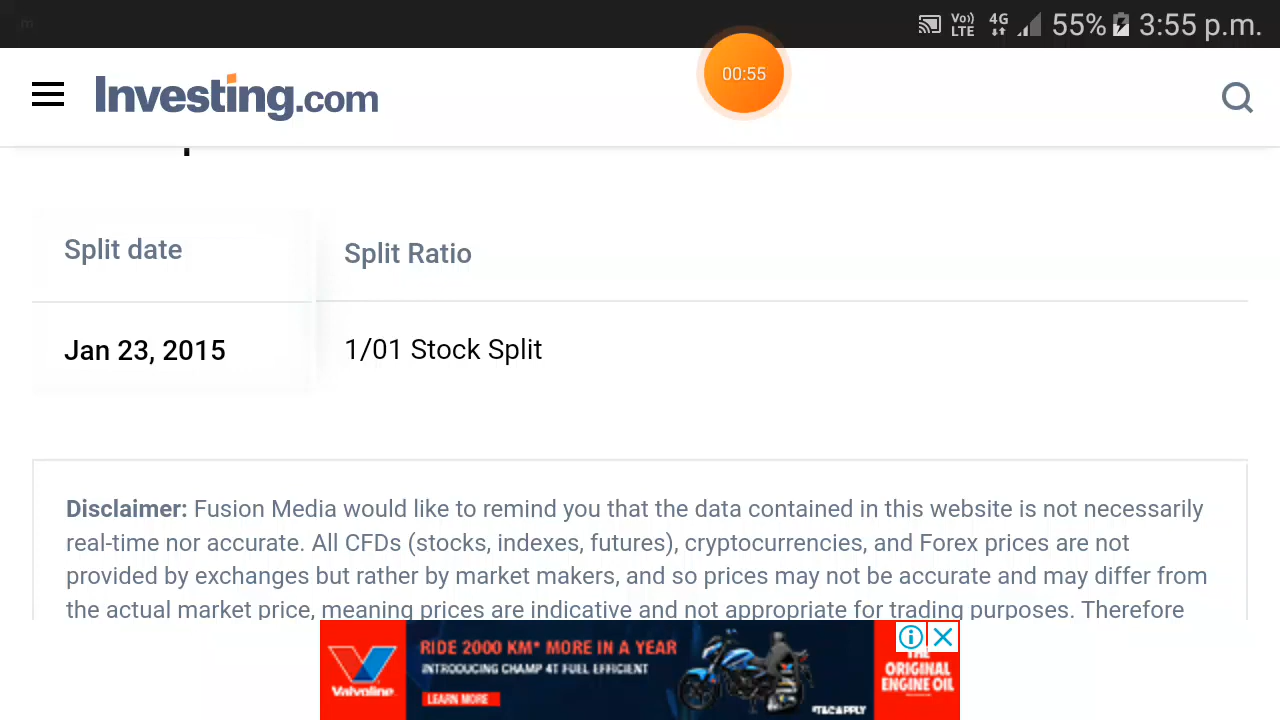 Vo)) LTE 4G 55% 3:55 p.m.
Investing.com
00:55
Split date
Split Ratio
Jan 23, 2015
1/01 Stock Split
Disclaimer: Fusion Media would like to remind you that the data contained in this website is not necessarily
real-time nor accurate. All CFDs (stocks, indexes, futures), cryptocurrencies, and Forex prices are not
provided by exchanges but rather by market makers, and so prices may not be accurate and may differ from
the actual market price, meaning prices are indicative and not appropriate for trading purposes. Therefore
Valvoline
RIDE 2000 KM* MORE IN A YEAR
INTRODUCING CHAMP 4T FUEL EFFICIENT
LEARN MORE
*T&C APPLY
THE
ORIGINAL
ENGINE OIL